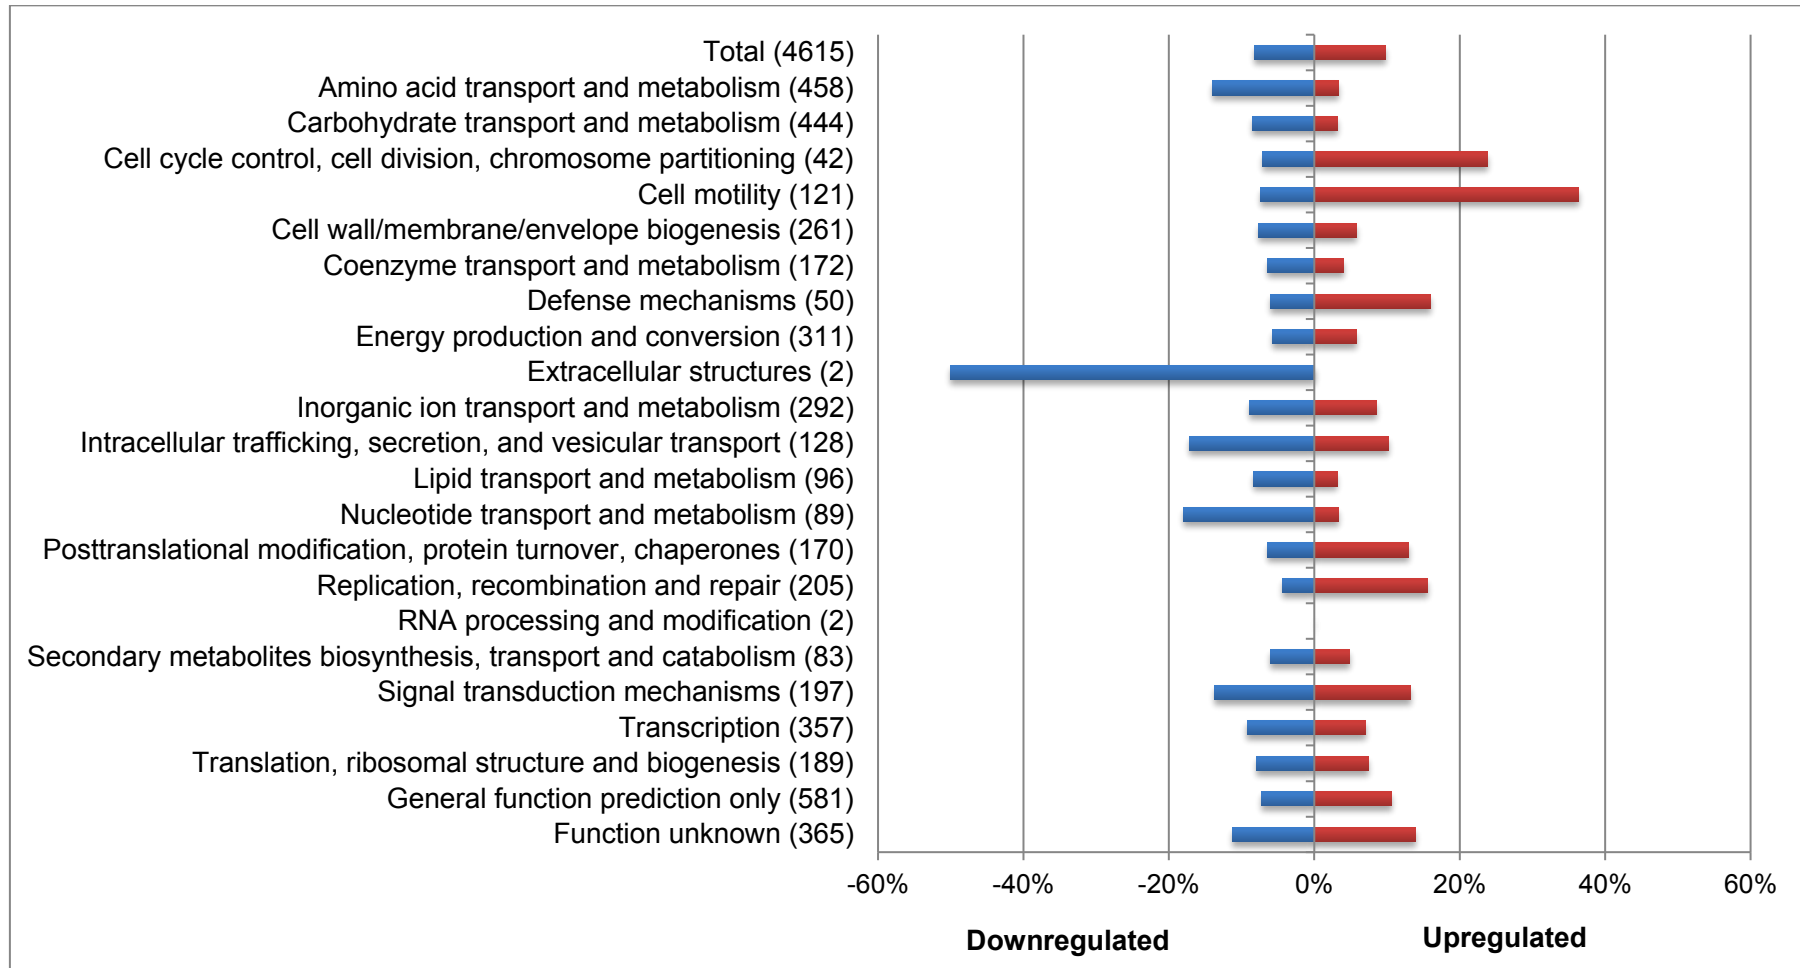 Total (4615)
Amino acid transport and metabolism (458)
Carbohydrate transport and metabolism (444)
Cell cycle control, cell division, chromosome partitioning (42)
Cell motility (121)
Cell wall/membrane/envelope biogenesis (261)
Coenzyme transport and metabolism (172)
Defense mechanisms (50)
Energy production and conversion (311)
Extracellular structures (2)
Inorganic ion transport and metabolism (292)
Intracellular trafficking, secretion, and vesicular transport (128)
Lipid transport and metabolism (96)
Nucleotide transport and metabolism (89)
Posttranslational modification, protein turnover, chaperones (170)
Replication, recombination and repair (205)
RNA processing and modification (2)
Secondary metabolites biosynthesis, transport and catabolism (83)
Signal transduction mechanisms (197)
Transcription (357)
Translation, ribosomal structure and biogenesis (189)
General function prediction only (581)
Function unknown (365)
-60% -40% -20% 0% 20% 40% 60%
Downregulated Upregulated